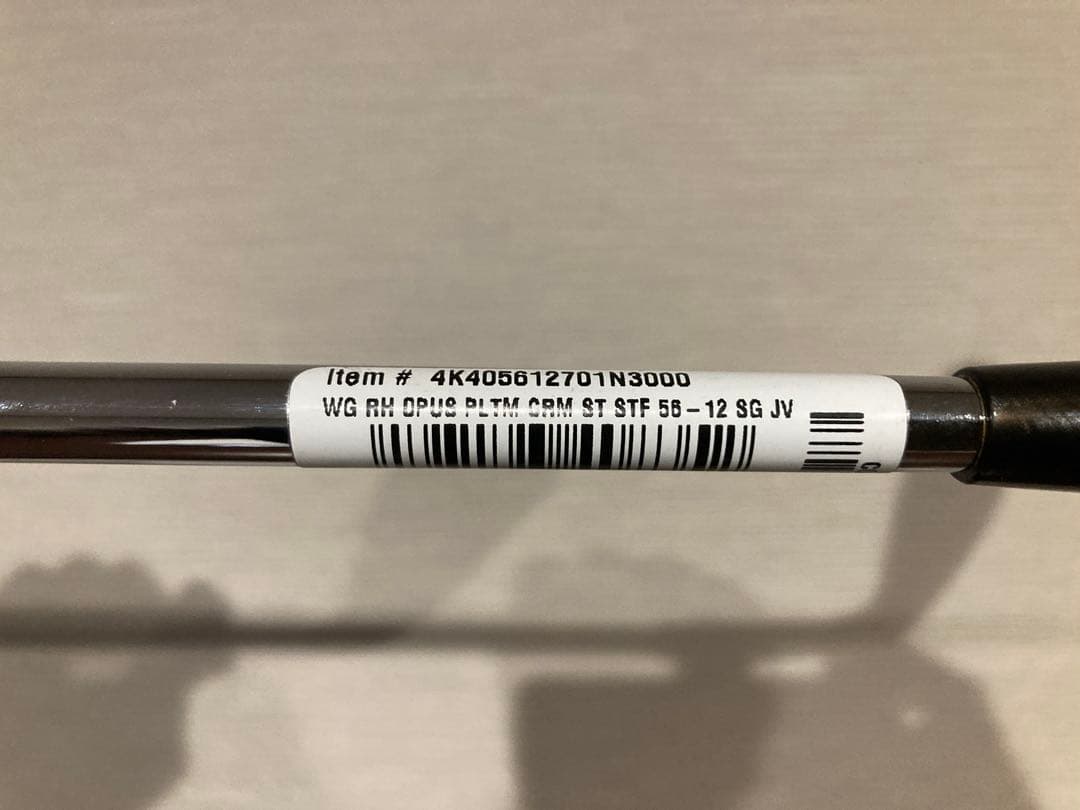 Item # 4K405612701N3000
WG RH OPUS PLTM CRM ST STF 56-12 SG JV
C